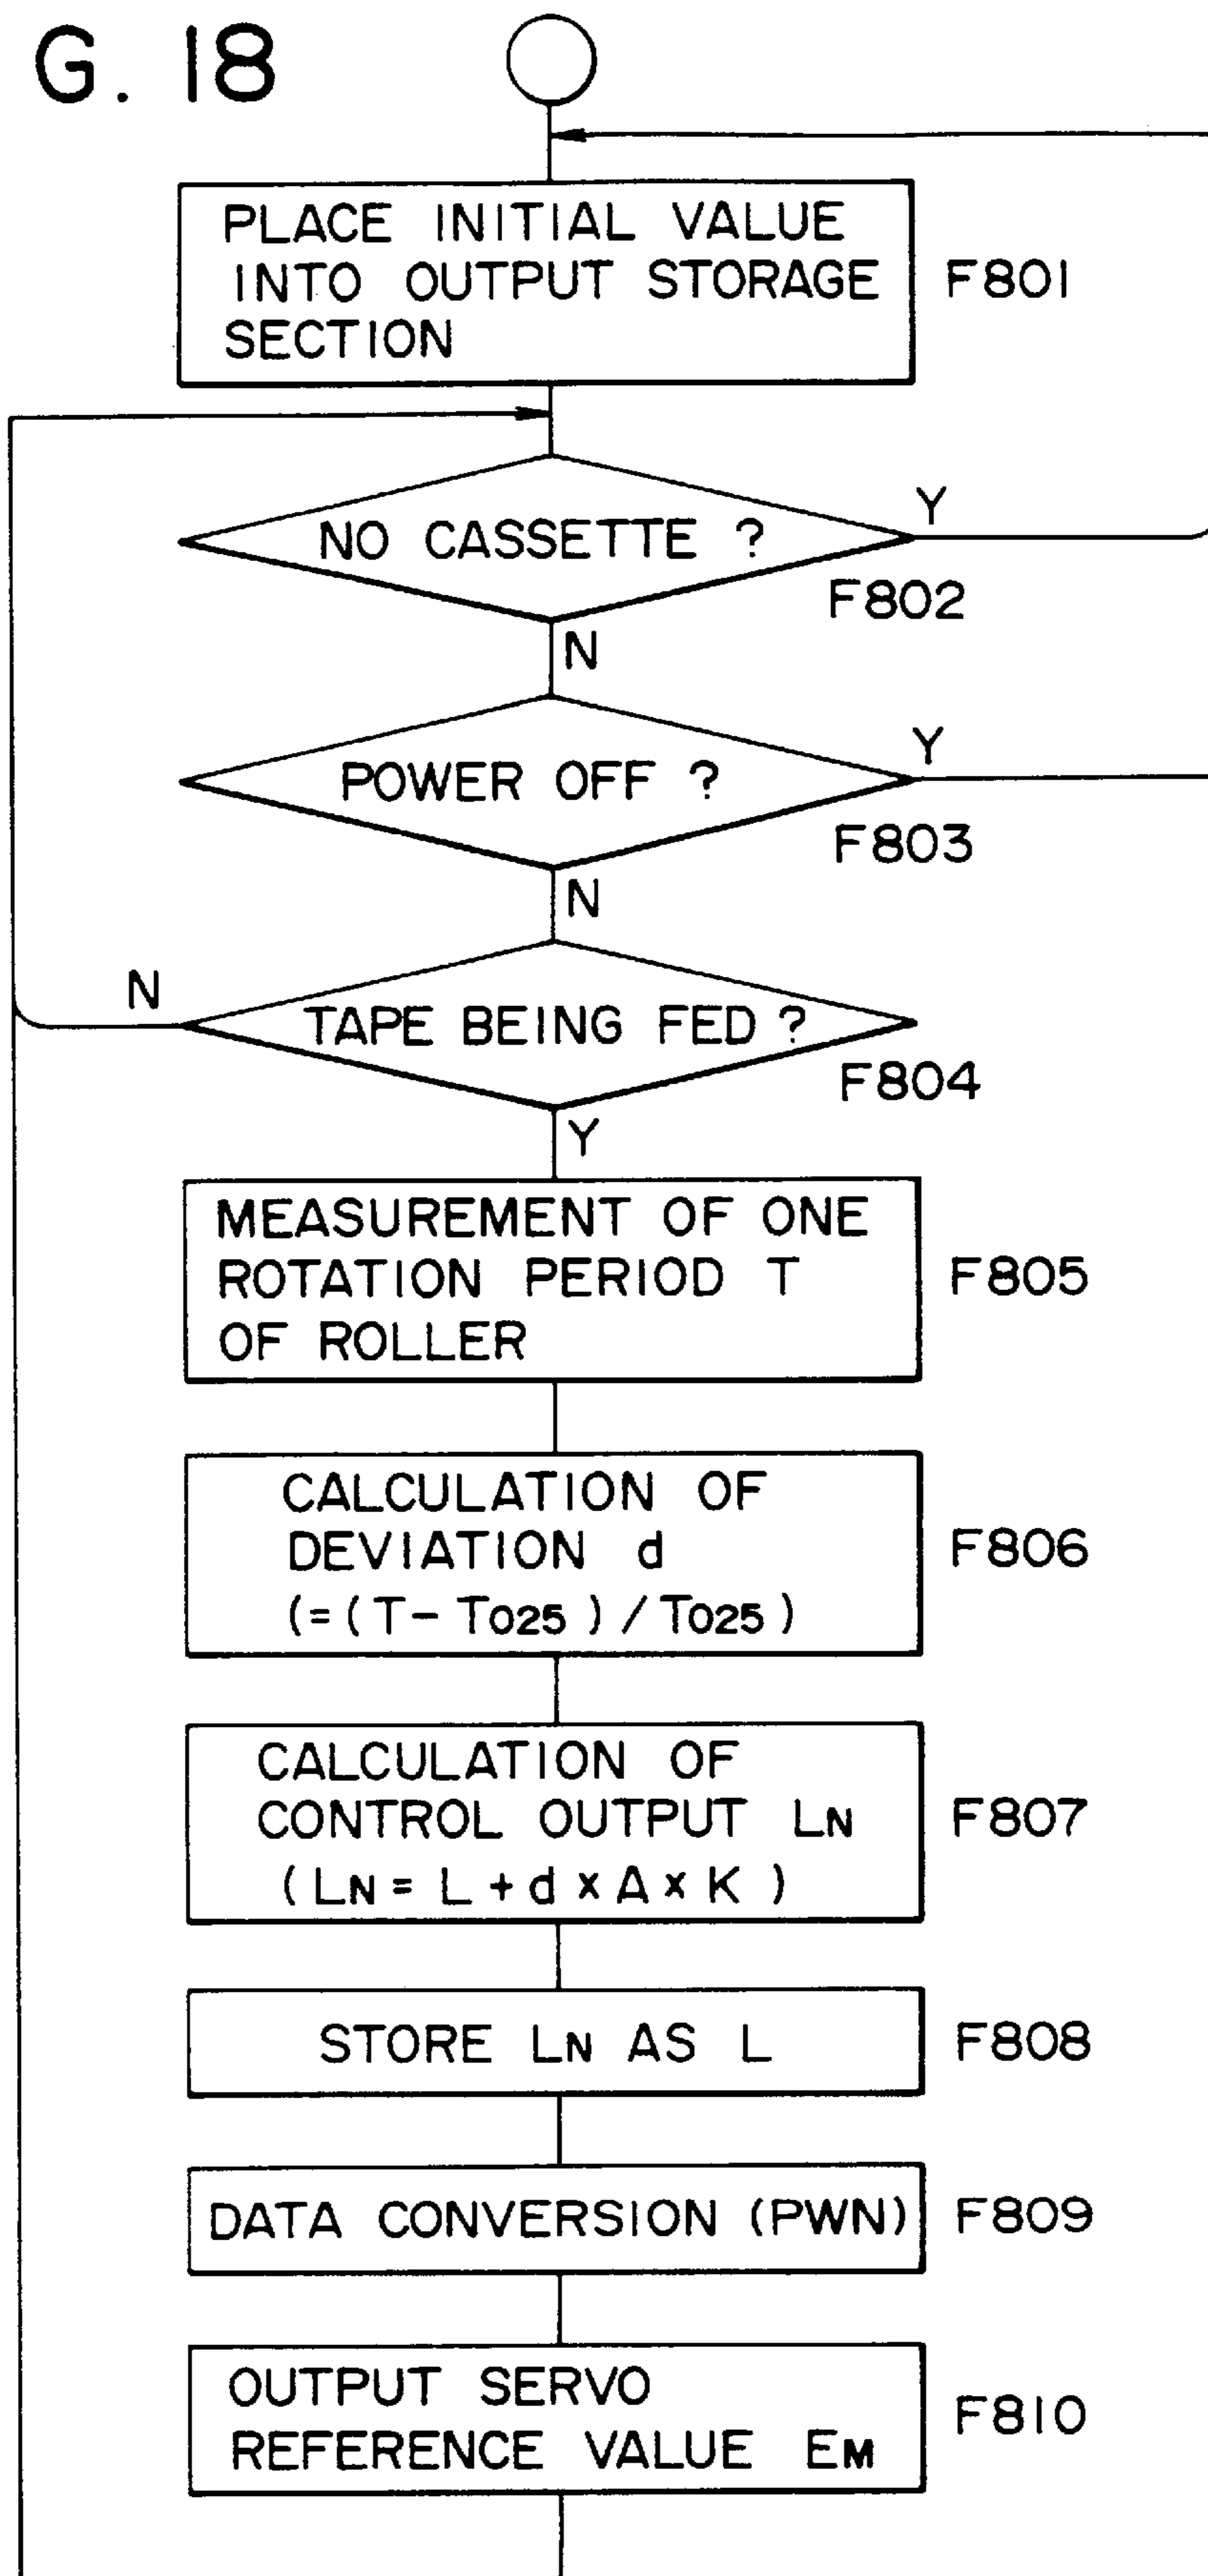 G. 18
PLACE INITIAL VALUE
INTO OUTPUT STORAGE
SECTION
F801
NO CASSETTE ?
Y
F802
N
POWER OFF ?
Y
F803
N
TAPE BEING FED ?
N
F804
Y
MEASUREMENT OF ONE
ROTATION PERIOD T
OF ROLLER
F805
CALCULATION OF
DEVIATION d
(=(T-T025)/T025)
F806
CALCULATION OF
CONTROL OUTPUT LN
(LN= L+d×A×K)
F807
STORE LN AS L
F808
DATA CONVERSION (PWN)
F809
OUTPUT SERVO
REFERENCE VALUE EM
F810